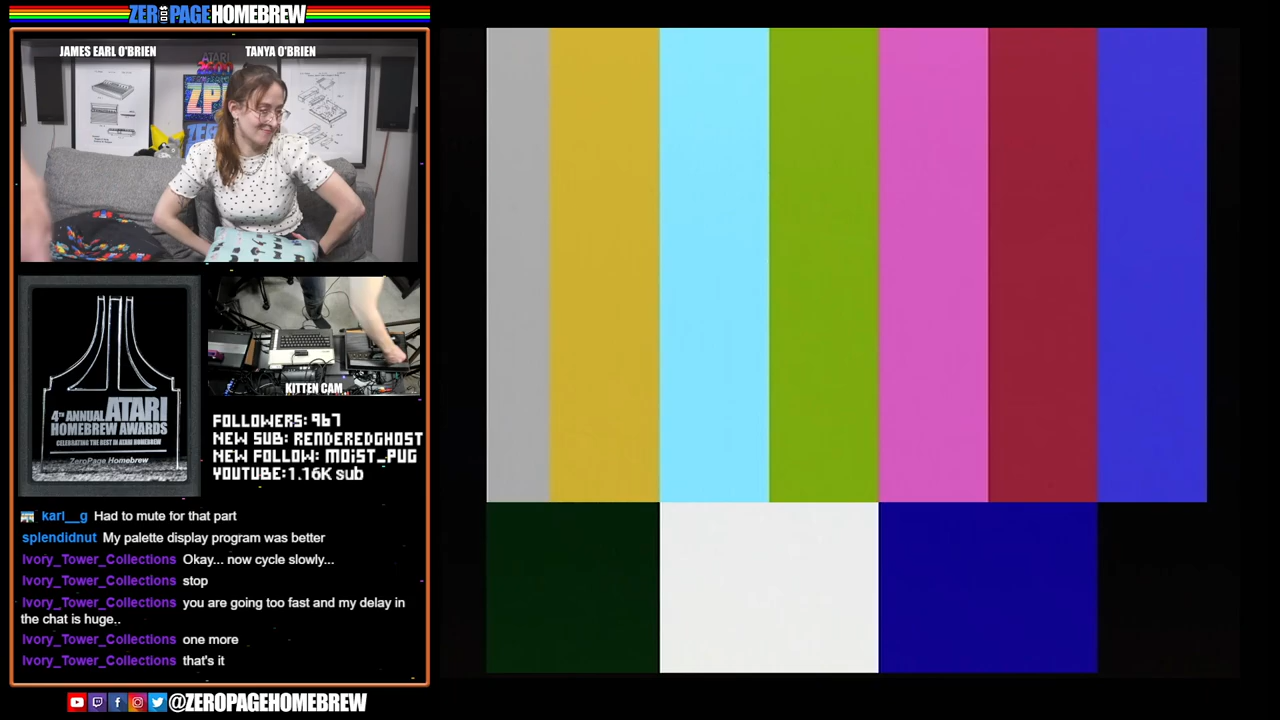 ZEROPAGE HOMEBREW
JAMES EARL O'BRIEN
TANYA O'BRIEN
ATARI
ZP
ZERO
KITTEN CAM
4TH ANNUAL ATARI
HOMEBREW AWARDS
CELEBRATING THE BEST IN ATARI HOMEBREW
ZeroPage Homebrew
FOLLOWERS: 967
NEW SUB: RENDEREDGHOST
NEW FOLLOW: MOIST_PUG
YOUTUBE: 1.16K sub
karl__g Had to mute for that part
splendidnut My palette display program was better
Ivory_Tower_Collections Okay... now cycle slowly...
Ivory_Tower_Collections stop
Ivory_Tower_Collections you are going too fast and my delay in
the chat is huge..
Ivory_Tower_Collections one more
Ivory_Tower_Collections that's it
@ZEROPAGEHOMEBREW